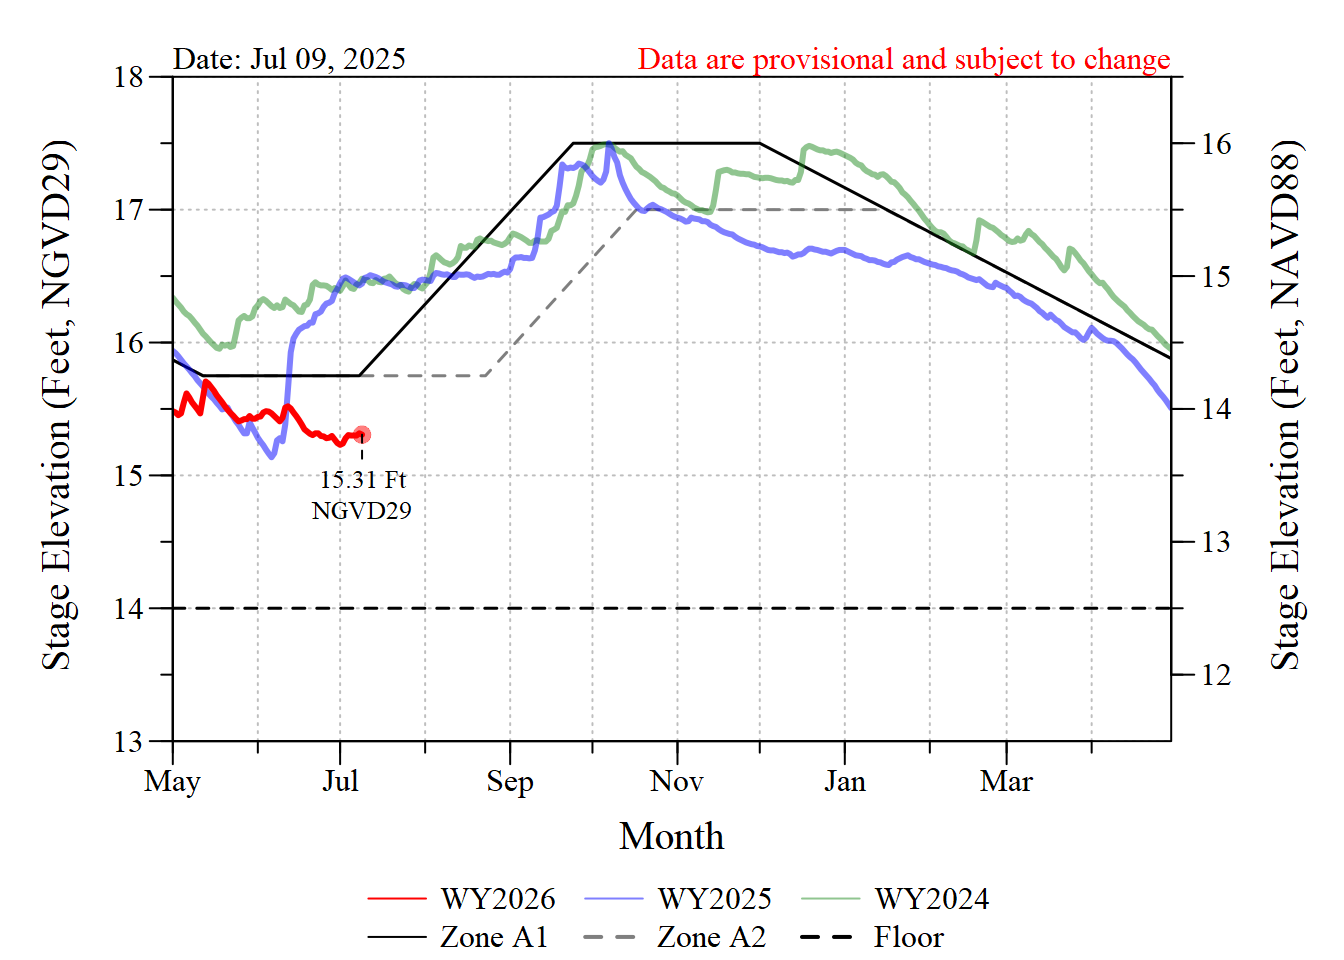 Date: Jul 09, 2025
Data are provisional and subject to change
Stage Elevation (Feet, NGVD29)
18
17
16
15
14
13
16
15
14
13
12
Stage Elevation (Feet, NAVD88)
15.31 Ft
NGVD29
May
Jul
Sep
Nov
Jan
Mar
Month
WY2026
WY2025
WY2024
Zone A1
Zone A2
Floor